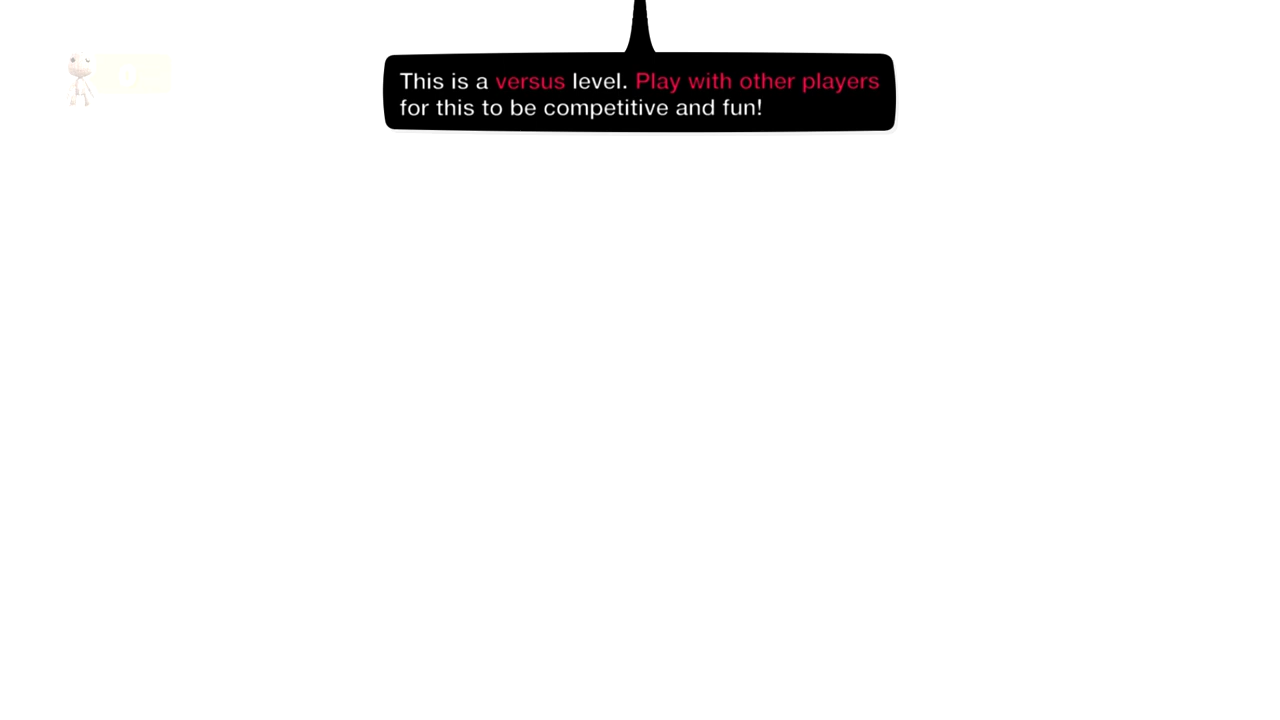 This is a versus level. Play with other players
for this to be competitive and fun!